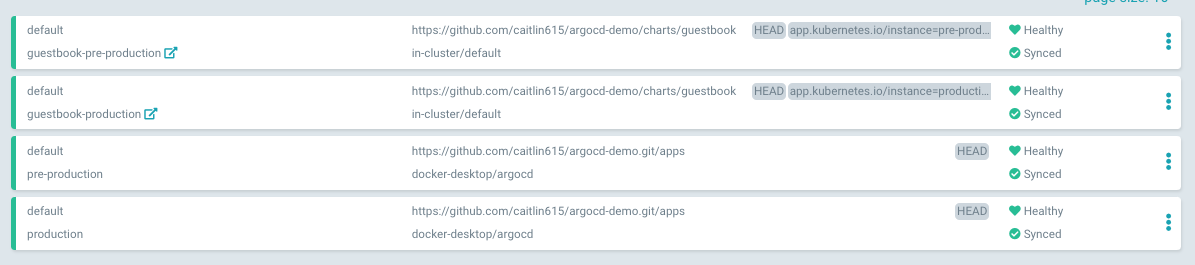 page size: 10
default https://github.com/caitlin615/argocd-demo/charts/guestbook HEAD app.kubernetes.io/instance=pre-prod... Healthy
guestbook-pre-production in-cluster/default Synced
default https://github.com/caitlin615/argocd-demo/charts/guestbook HEAD app.kubernetes.io/instance=producti... Healthy
guestbook-production in-cluster/default Synced
default https://github.com/caitlin615/argocd-demo.git/apps HEAD Healthy
pre-production docker-desktop/argocd Synced
default https://github.com/caitlin615/argocd-demo.git/apps HEAD Healthy
production docker-desktop/argocd Synced